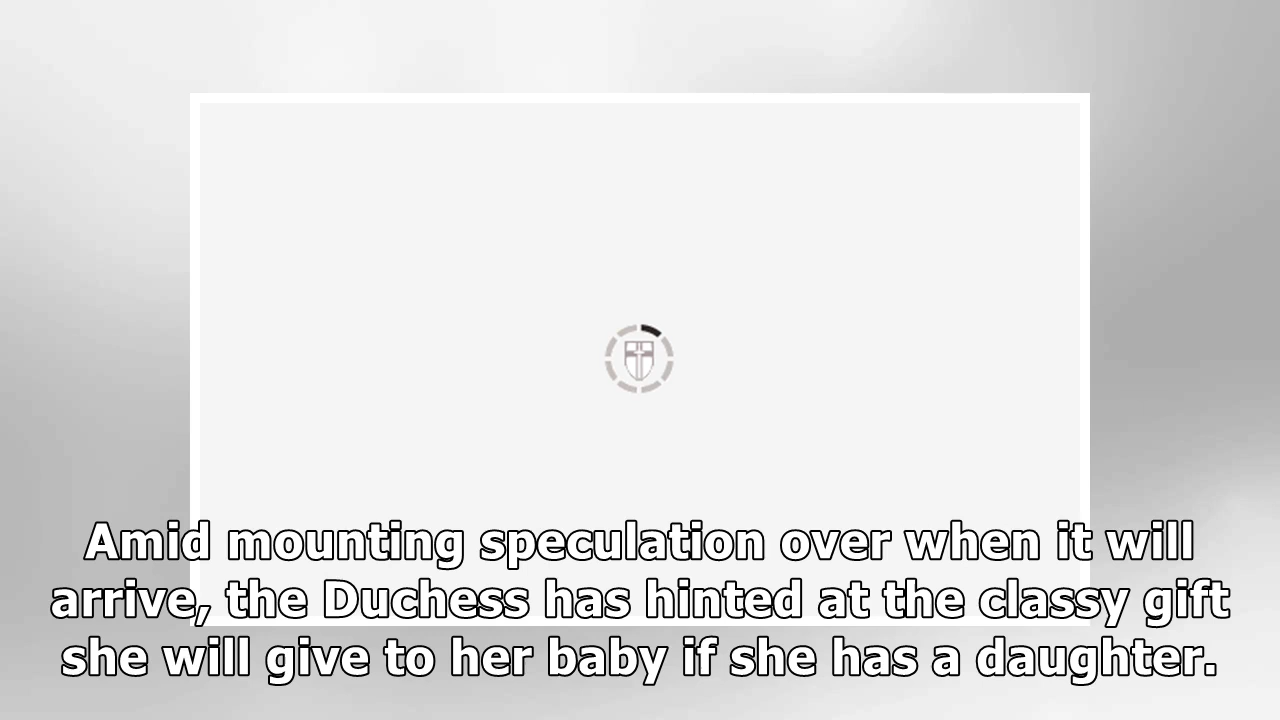 Amid mounting speculation over when it will
arrive, the Duchess has hinted at the classy gift
she will give to her baby if she has a daughter.